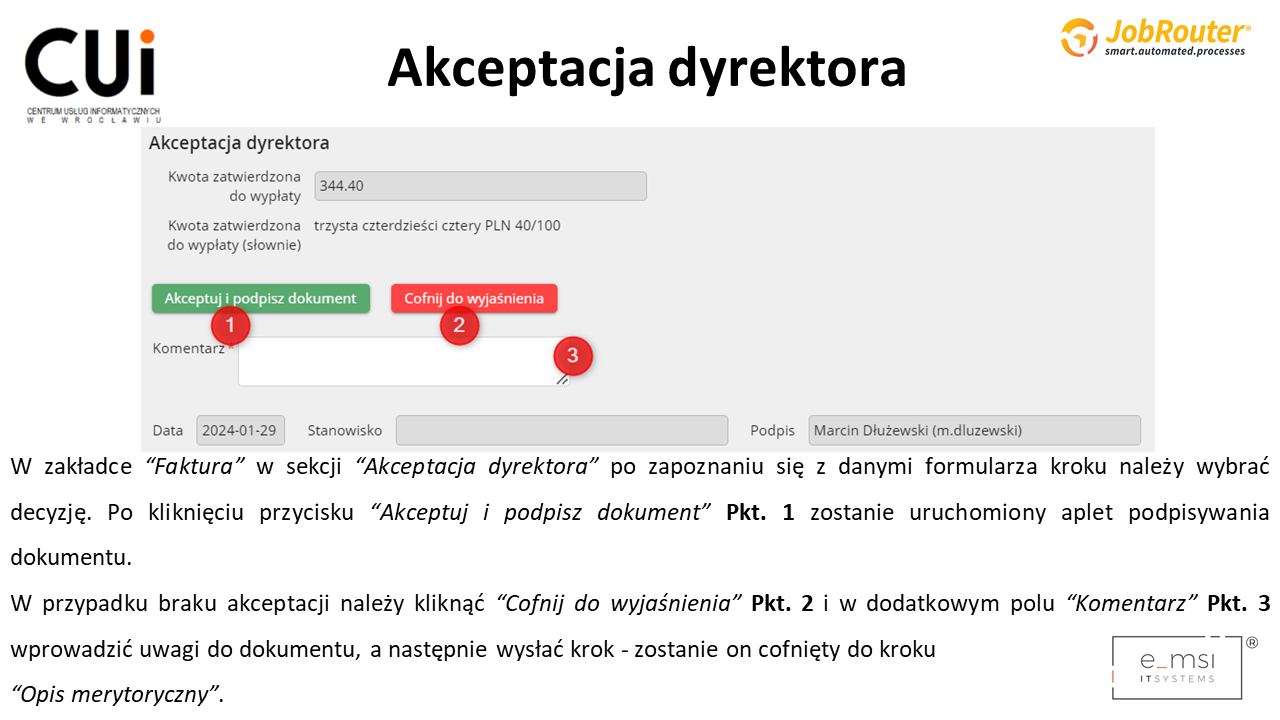 CUi
CENTRUM USŁUG INFORMATYCZNYCH
WE WROCŁAWIU
Akceptacja dyrektora
JobRouter®
smart.automated.processes
Akceptacja dyrektora
Kwota zatwierdzona
do wypłaty
344.40
Kwota zatwierdzona
do wypłaty (słownie)
trzysta czterdzieści cztery PLN 40/100
Akceptuj i podpisz dokument
Cofnij do wyjaśnienia
1
2
Komentarz *
3
Data 2024-01-29 Stanowisko Podpis Marcin Dłużewski (m.dluzewski)
W zakładce “Faktura” w sekcji “Akceptacja dyrektora” po zapoznaniu się z danymi formularza kroku należy wybrać
decyzję. Po kliknięciu przycisku “Akceptuj i podpisz dokument” Pkt. 1 zostanie uruchomiony aplet podpisywania
dokumentu.
W przypadku braku akceptacji należy kliknąć “Cofnij do wyjaśnienia” Pkt. 2 i w dodatkowym polu “Komentarz” Pkt. 3
wprowadzić uwagi do dokumentu, a następnie wysłać krok - zostanie on cofnięty do kroku
“Opis merytoryczny”.
e_msi ®
ITSYSTEMS